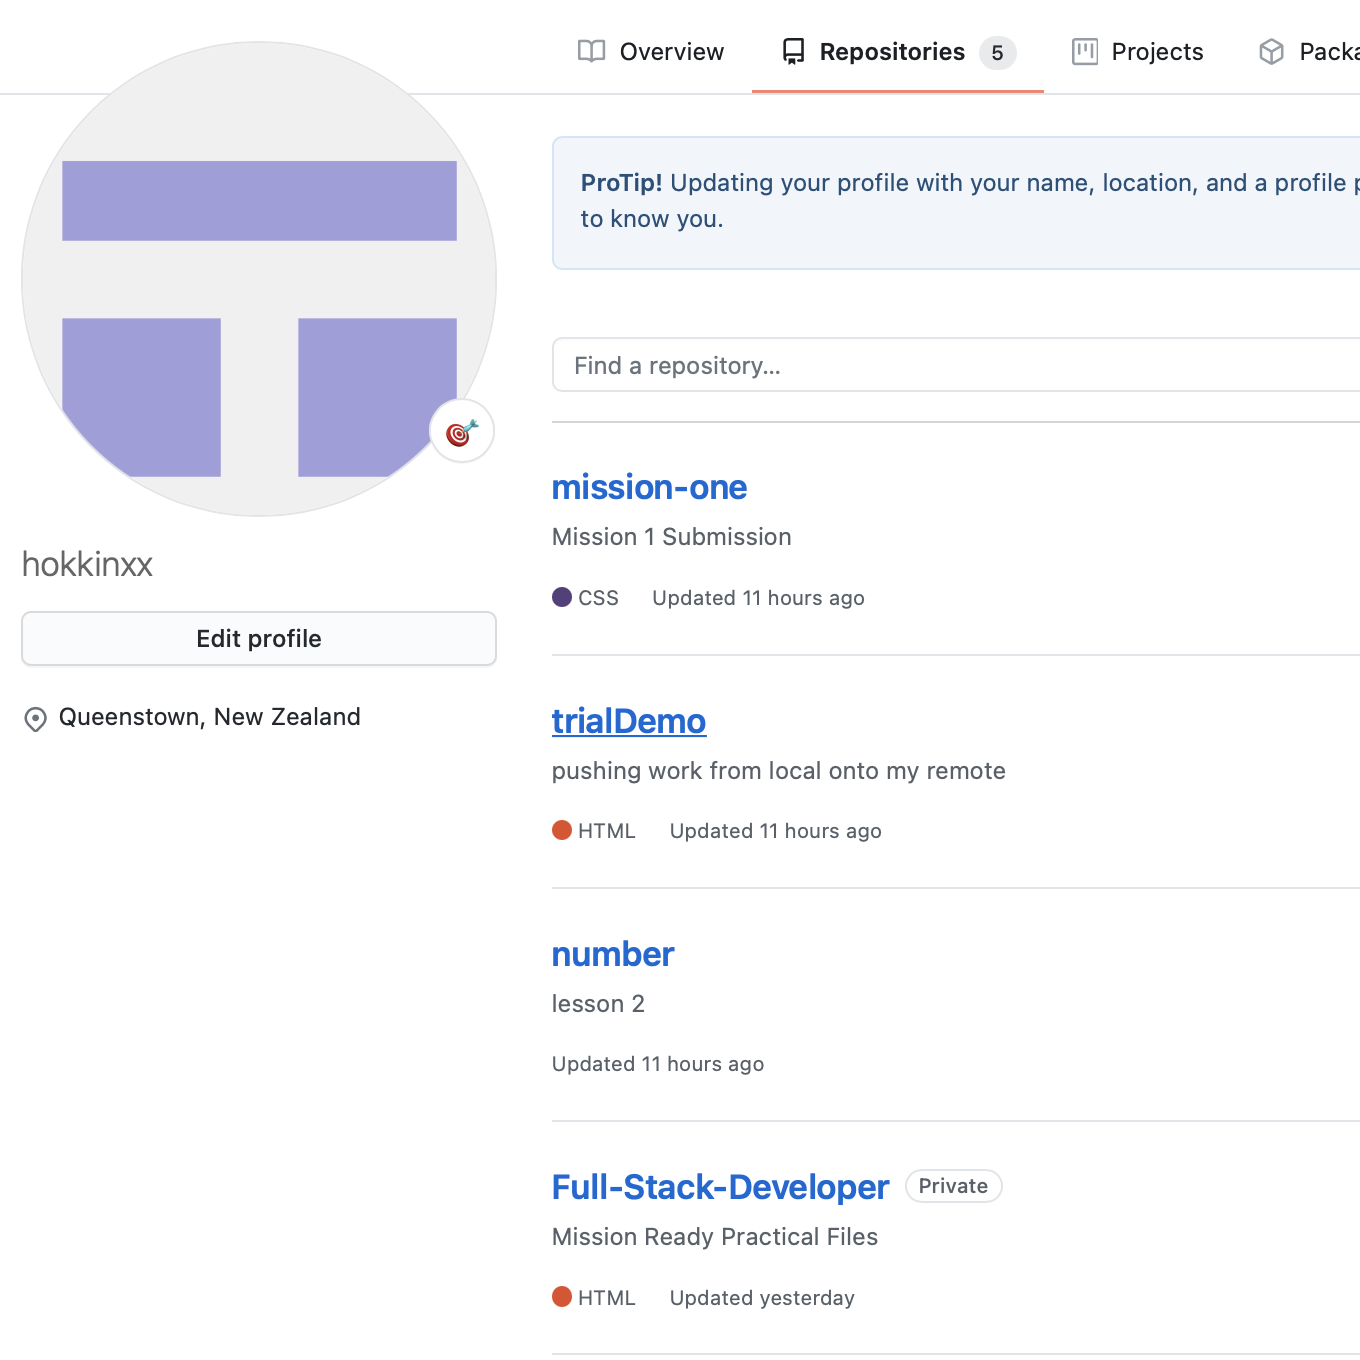 Overview
Repositories 5
Projects
Packa
ProTip! Updating your profile with your name, location, and a profile p
to know you.
Find a repository...
hokkinxx
Edit profile
Queenstown, New Zealand
mission-one
Mission 1 Submission
CSS Updated 11 hours ago
trialDemo
pushing work from local onto my remote
HTML Updated 11 hours ago
number
lesson 2
Updated 11 hours ago
Full-Stack-Developer Private
Mission Ready Practical Files
HTML Updated yesterday